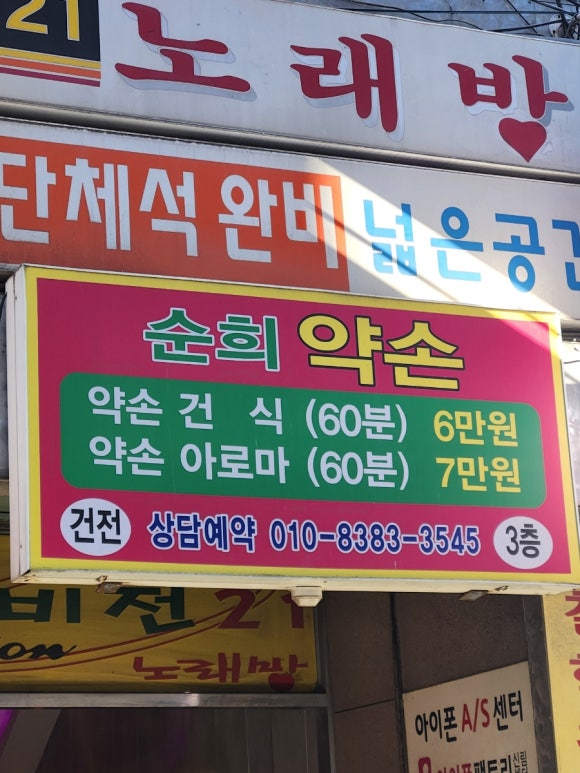 21 노래방
단체석 완비 넓은공간
순희 약손
약손 건 식 (60분) 6만원
약손 아로마 (60분) 7만원
건전 상담예약 010-8383-3545 3층
비전 21
노래방
아이폰 A/S 센터